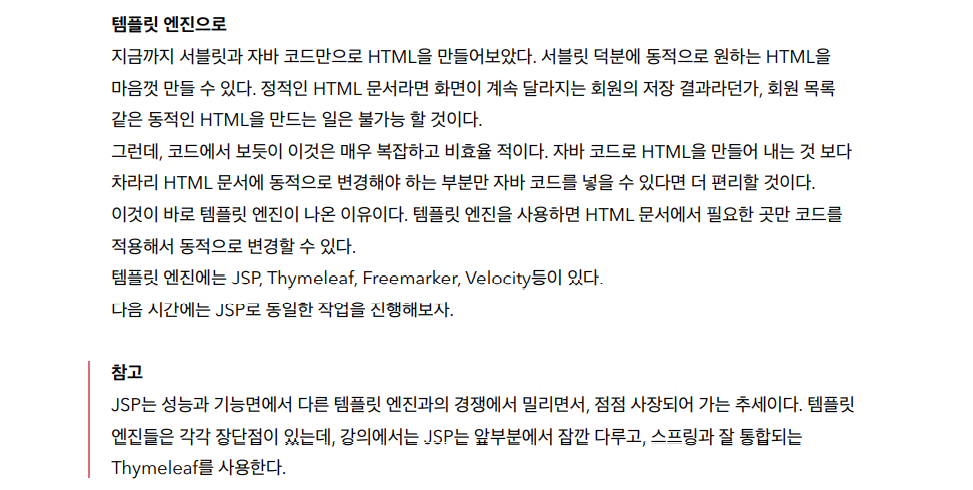 템플릿 엔진으로
지금까지 서블릿과 자바 코드만으로 HTML을 만들어보았다. 서블릿 덕분에 동적으로 원하는 HTML을
마음껏 만들 수 있다. 정적인 HTML 문서라면 화면이 계속 달라지는 회원의 저장 결과라던가, 회원 목록
같은 동적인 HTML을 만드는 일은 불가능 할 것이다.
그런데, 코드에서 보듯이 이것은 매우 복잡하고 비효율 적이다. 자바 코드로 HTML을 만들어 내는 것 보다
차라리 HTML 문서에 동적으로 변경해야 하는 부분만 자바 코드를 넣을 수 있다면 더 편리할 것이다.
이것이 바로 템플릿 엔진이 나온 이유이다. 템플릿 엔진을 사용하면 HTML 문서에서 필요한 곳만 코드를
적용해서 동적으로 변경할 수 있다.
템플릿 엔진에는 JSP, Thymeleaf, Freemarker, Velocity등이 있다.
다음 시간에는 JSP로 동일한 작업을 진행해보자.
참고
JSP는 성능과 기능면에서 다른 템플릿 엔진과의 경쟁에서 밀리면서, 점점 사장되어 가는 추세이다. 템플릿
엔진들은 각각 장단점이 있는데, 강의에서는 JSP는 앞부분에서 잠깐 다루고, 스프링과 잘 통합되는
Thymeleaf를 사용한다.